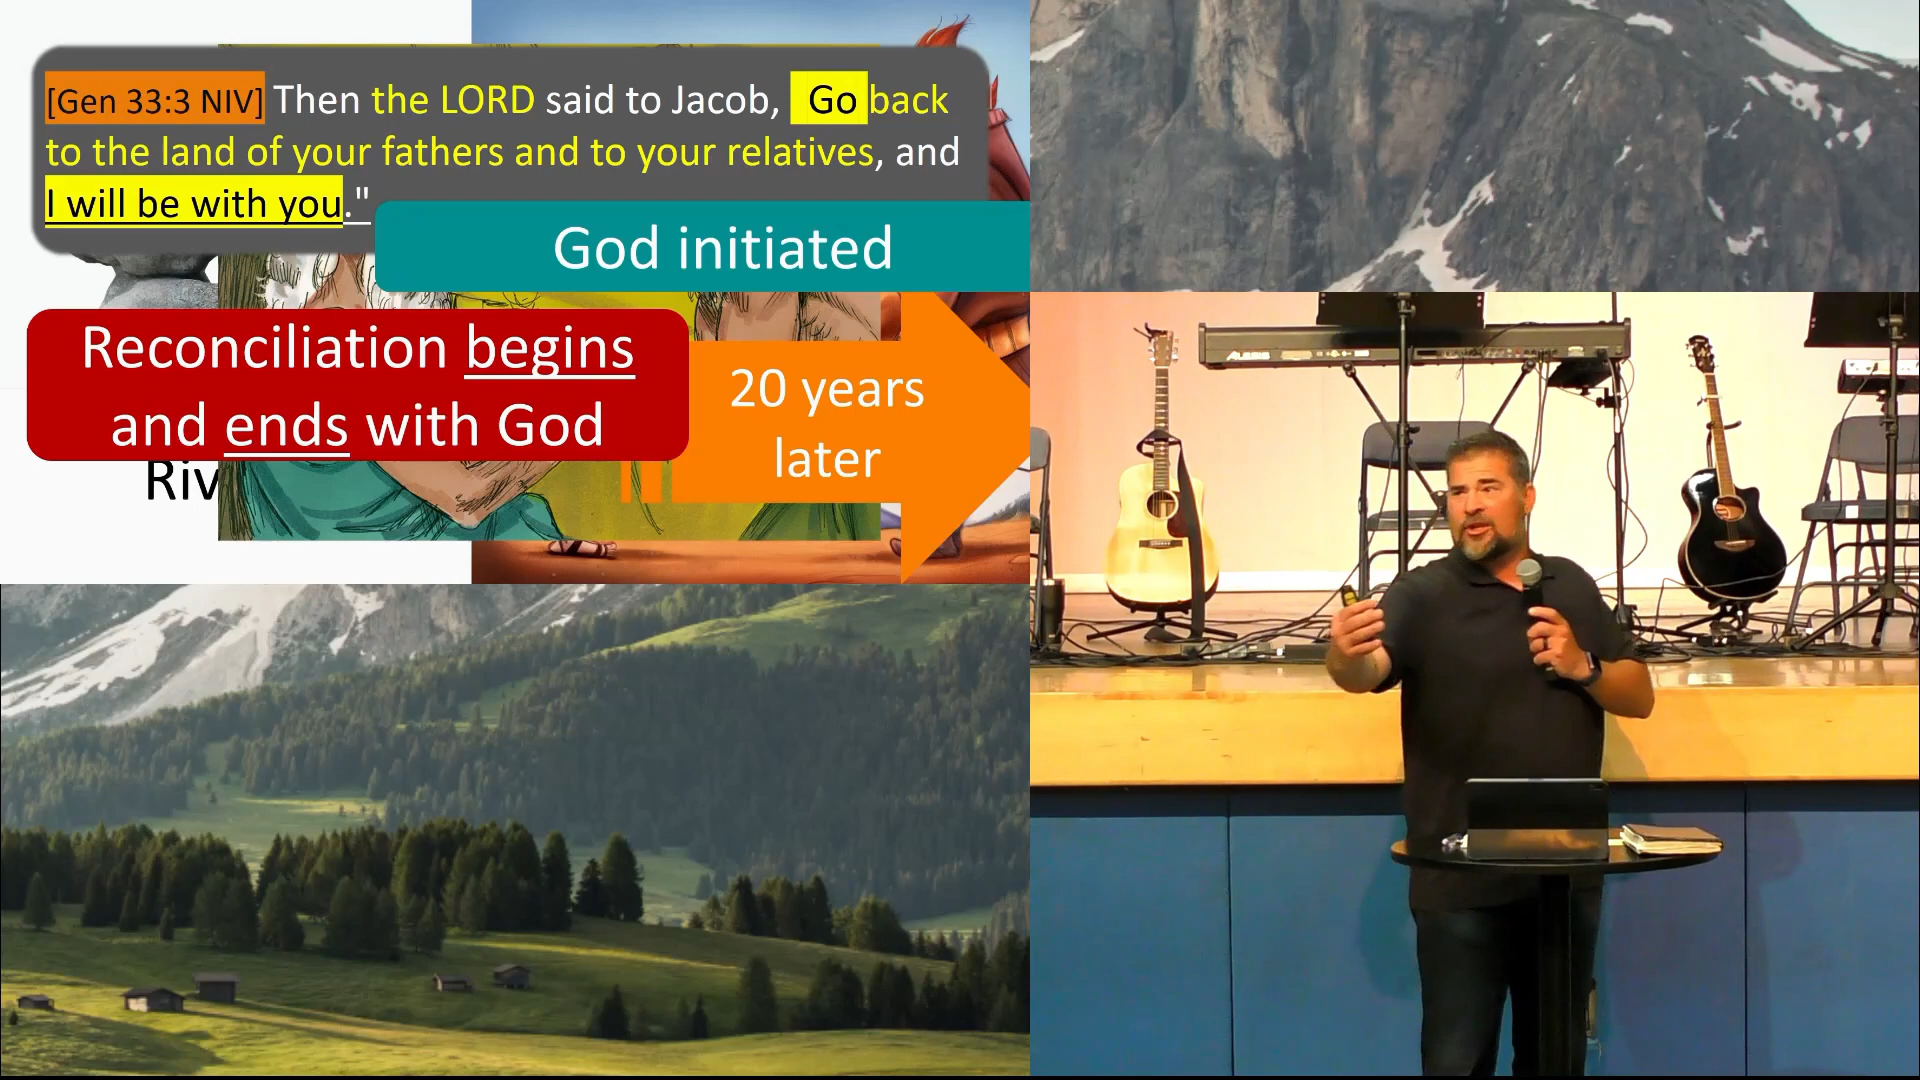 [Gen 33:3 NIV] Then the LORD said to Jacob, Go back
to the land of your fathers and to your relatives, and
I will be with you."
God initiated
Reconciliation begins
and ends with God
20 years
later
Riv
ALESIS